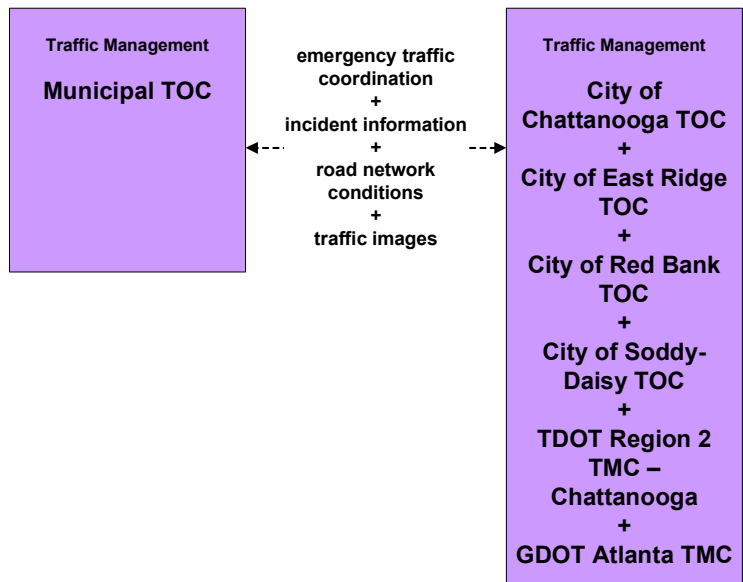 Traffic Management
Municipal TOC
emergency traffic
coordination
+
incident information
+
road network
conditions
+
traffic images
Traffic Management
City of
Chattanooga TOC
+
City of East Ridge
TOC
+
City of Red Bank
TOC
+
City of Soddy-
Daisy TOC
+
TDOT Region 2
TMC –
Chattanooga
+
GDOT Atlanta TMC